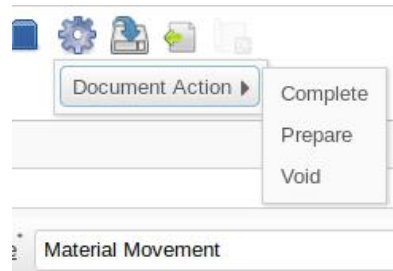 Document Action
Complete
Prepare
Void
Material Movement